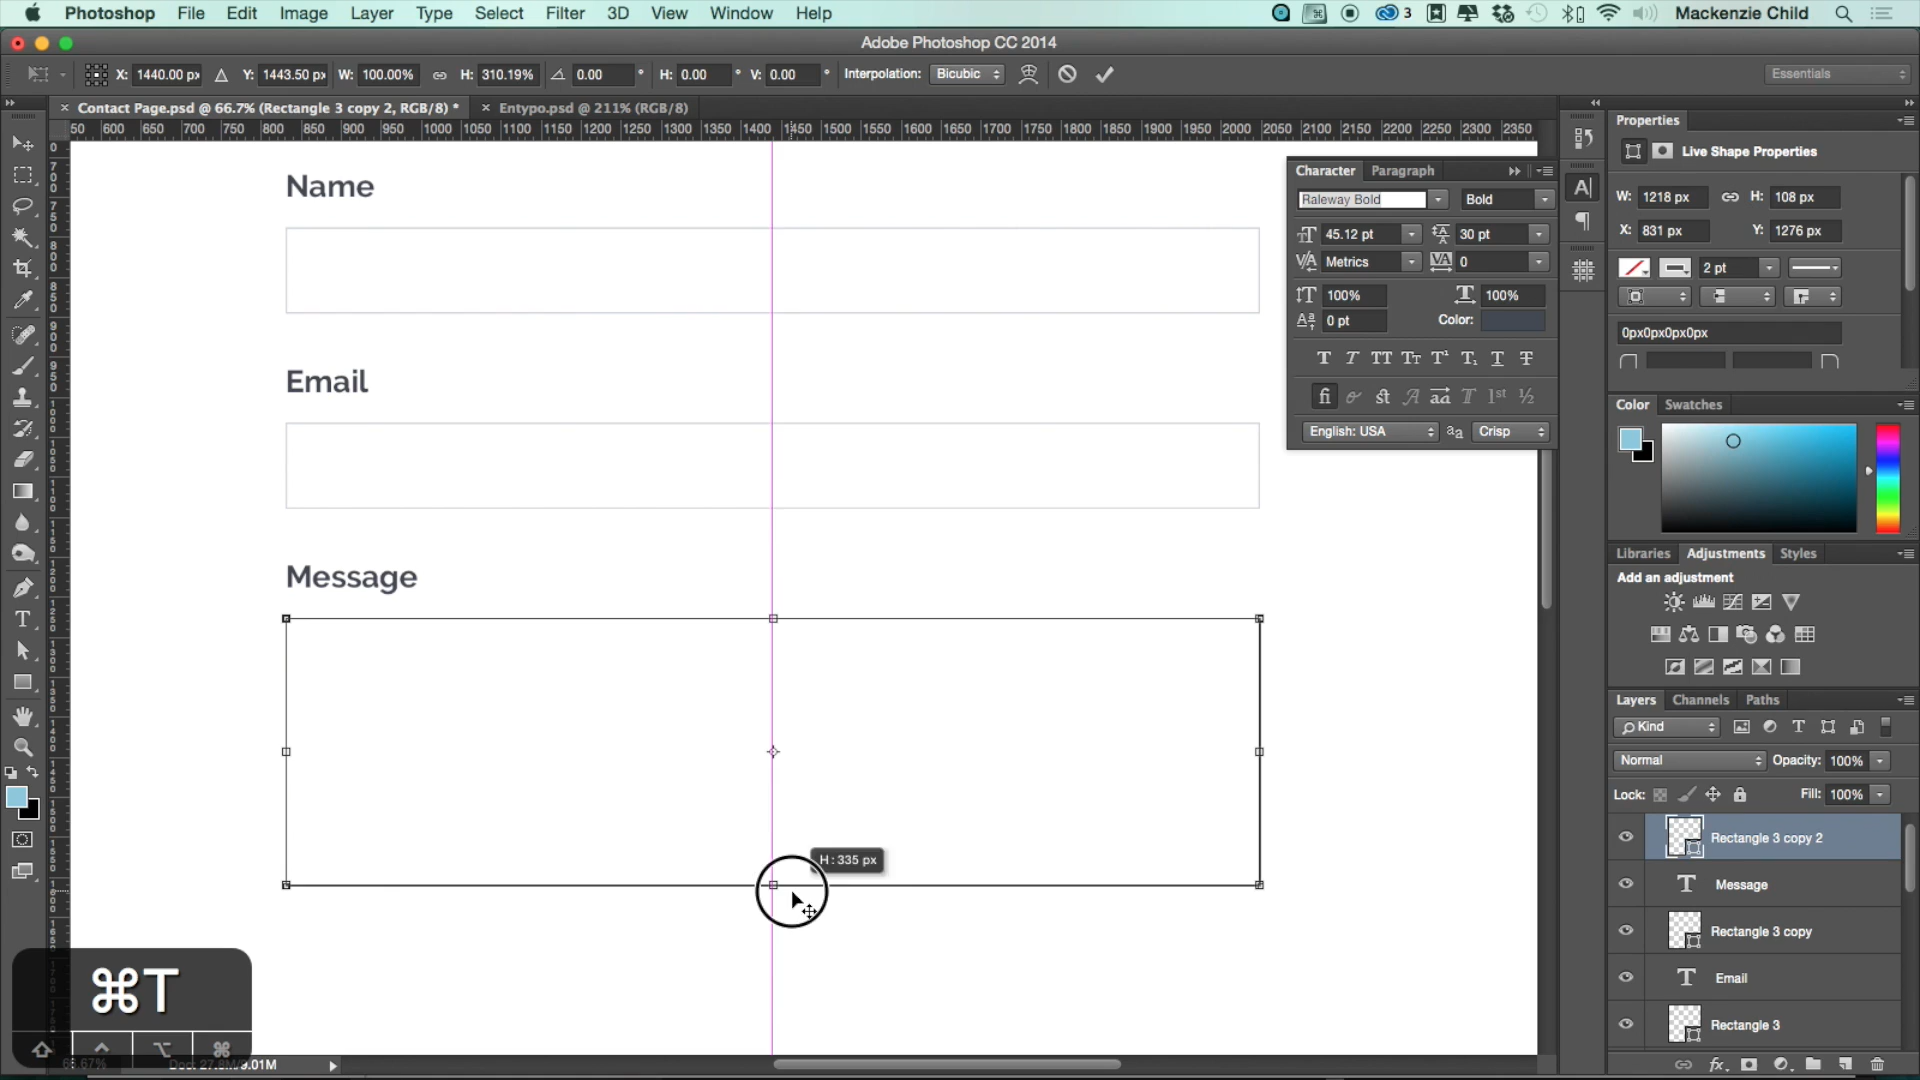 Photoshop File Edit Image Layer Type Select Filter 3D View Window Help 3 Mackenzie Child
Adobe Photoshop CC 2014
X: 1440.00 px Y: 1443.50 px W: 100.00% H: 310.19% 0.00 ° H: 0.00 ° V: 0.00 ° Interpolation: Bicubic Essentials
Contact Page.psd @ 66.7% (Rectangle 3 copy 2, RGB/8) * Entypo.psd @ 211% (RGB/8)
50 600 650 700 750 800 850 900 950 1000 1050 1100 1150 1200 1250 1300 1350 1400 1450 1500 1550 1600 1650 1700 1750 1800 1850 1900 1950 2000 2050 2100 2150 2200 2250 2300 2350
Name
Email
Message
H : 335 px
⌘T
66.67% Doc: 27.8M/9.01M
Character Paragraph
Raleway Bold Bold
45.12 pt 30 pt
Metrics 0
100% 100%
0 pt Color:
English: USA Crisp
Properties
Live Shape Properties
W: 1218 px H: 108 px
X: 831 px Y: 1276 px
2 pt
0px0px0px0px
Color Swatches
Libraries Adjustments Styles
Add an adjustment
Layers Channels Paths
Kind
Normal Opacity: 100%
Lock: Fill: 100%
Rectangle 3 copy 2
Message
Rectangle 3 copy
Email
Rectangle 3